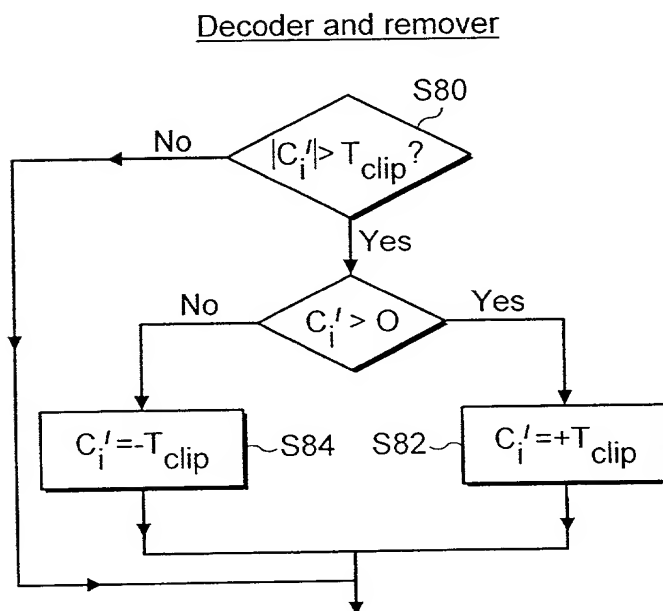 Decoder and remover
S80
No
|C_i'| > T_clip ?
Yes
No
Yes
C_i' > O
C_i' = -T_clip
S84
S82
C_i' = +T_clip